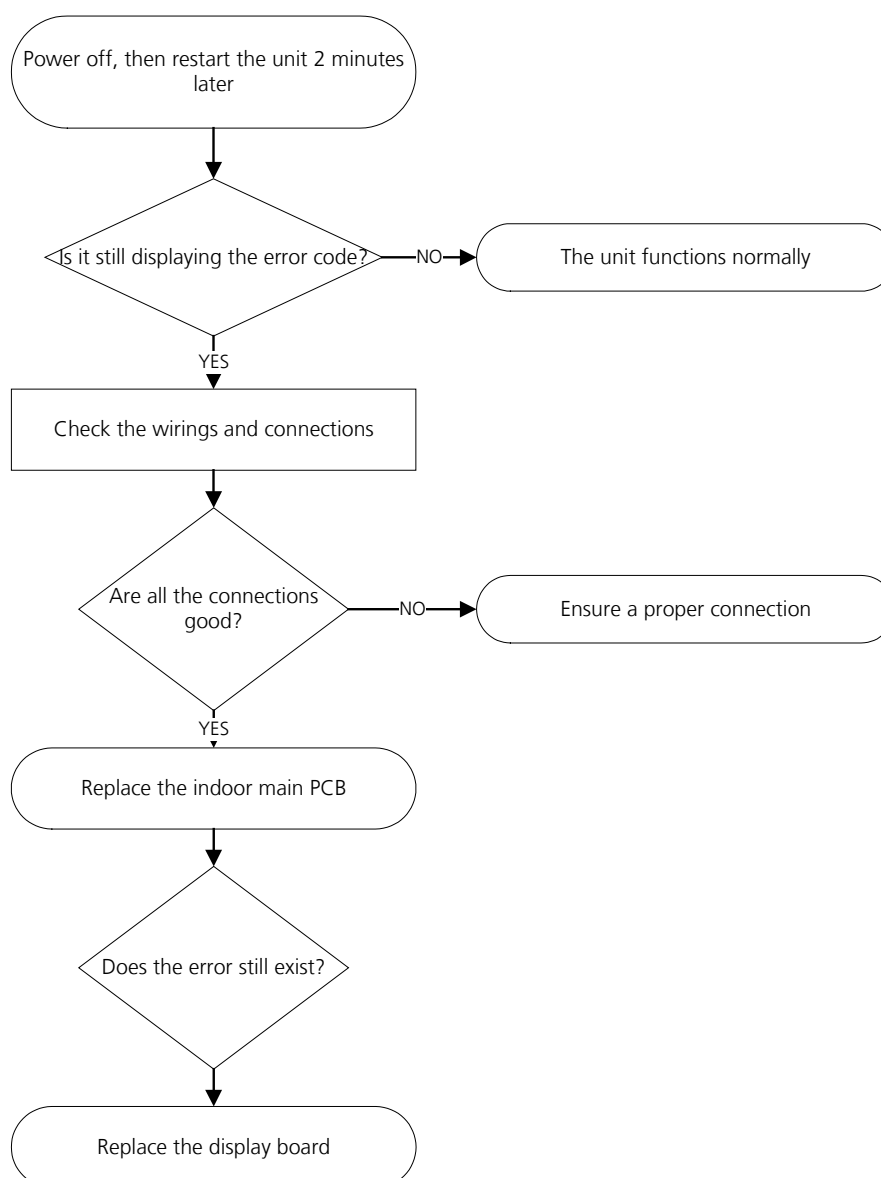 Power off, then restart the unit 2 minutes
later
Is it still displaying the error code?
NO
The unit functions normally
YES
Check the wirings and connections
Are all the connections
good?
NO
Ensure a proper connection
YES
Replace the indoor main PCB
Does the error still exist?
Replace the display board